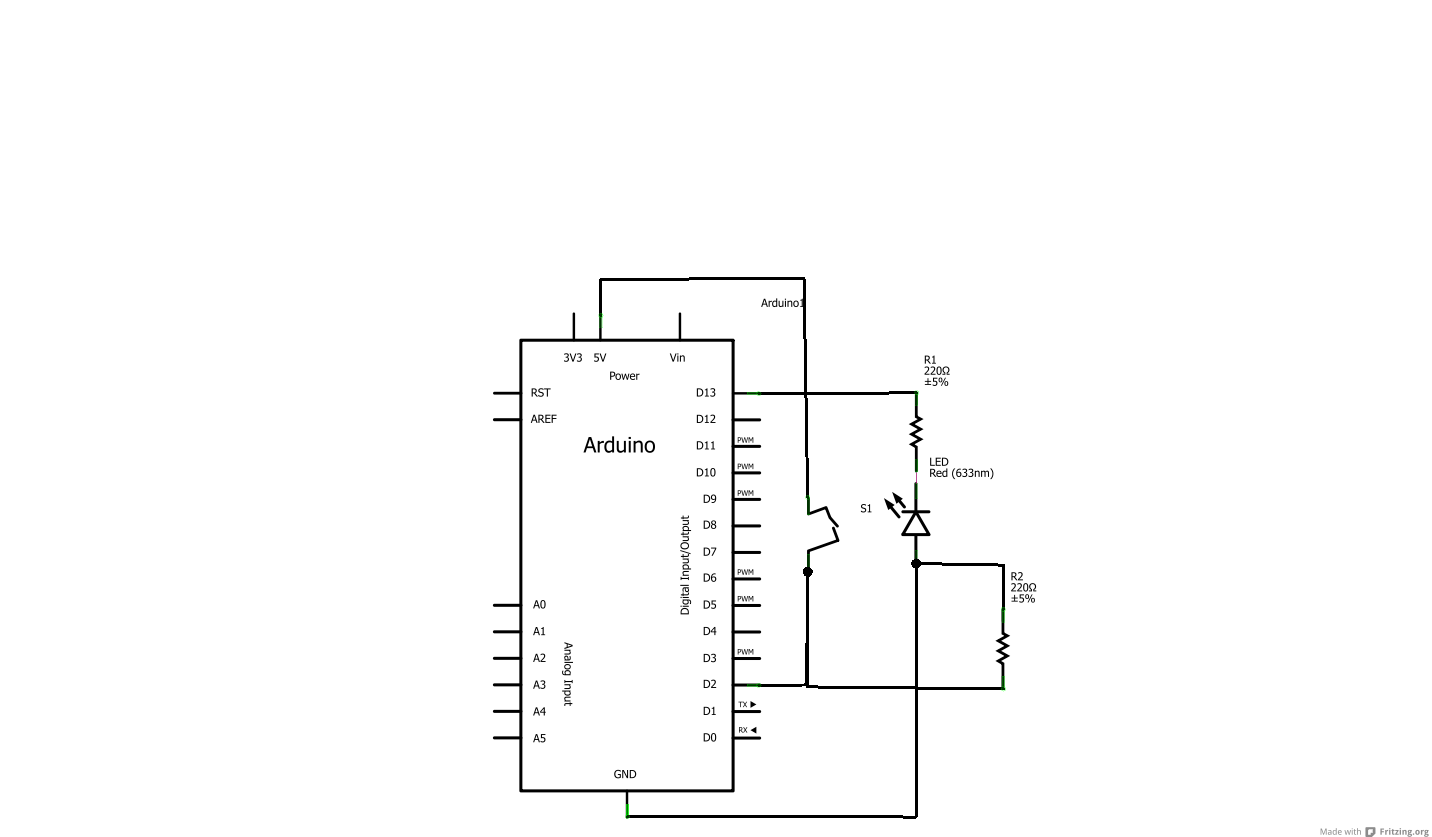 Arduino1
3V3 5V Vin
Power
R1
220Ω
±5%
RST
D13
AREF
D12
Arduino
PWM
D11
PWM
D10
PWM
D9
LED
Red (633nm)
S1
D8
D7
PWM
D6
PWM
D5
D4
PWM
D3
D2
TX
D1
RX
D0
Digital Input/Output
R2
220Ω
±5%
A0
A1
A2
A3
A4
A5
Analog Input
GND
Made with Fritzing.org